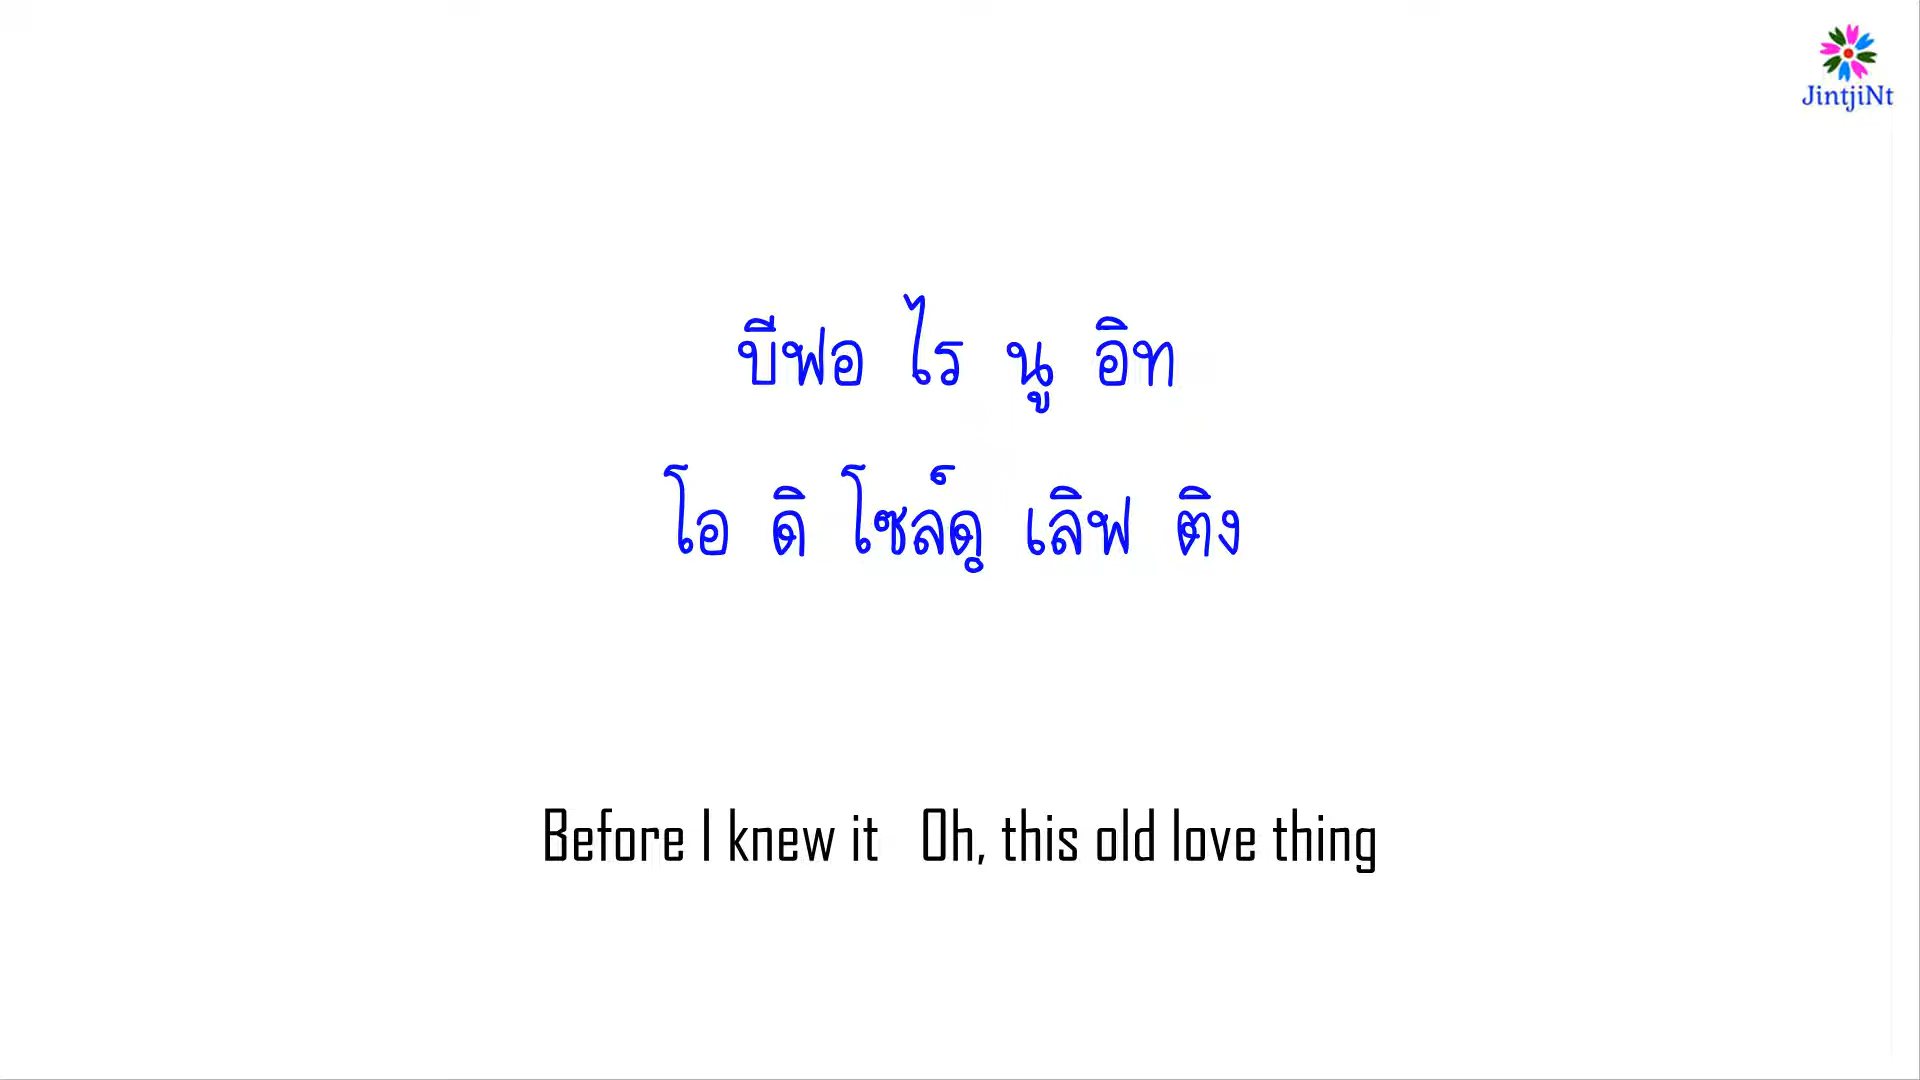 JintjiNt
บีฟอ ไร นู อิท
โอ ดิ โซล์ดฺ เลิฟ ติง
Before I knew it Oh, this old love thing